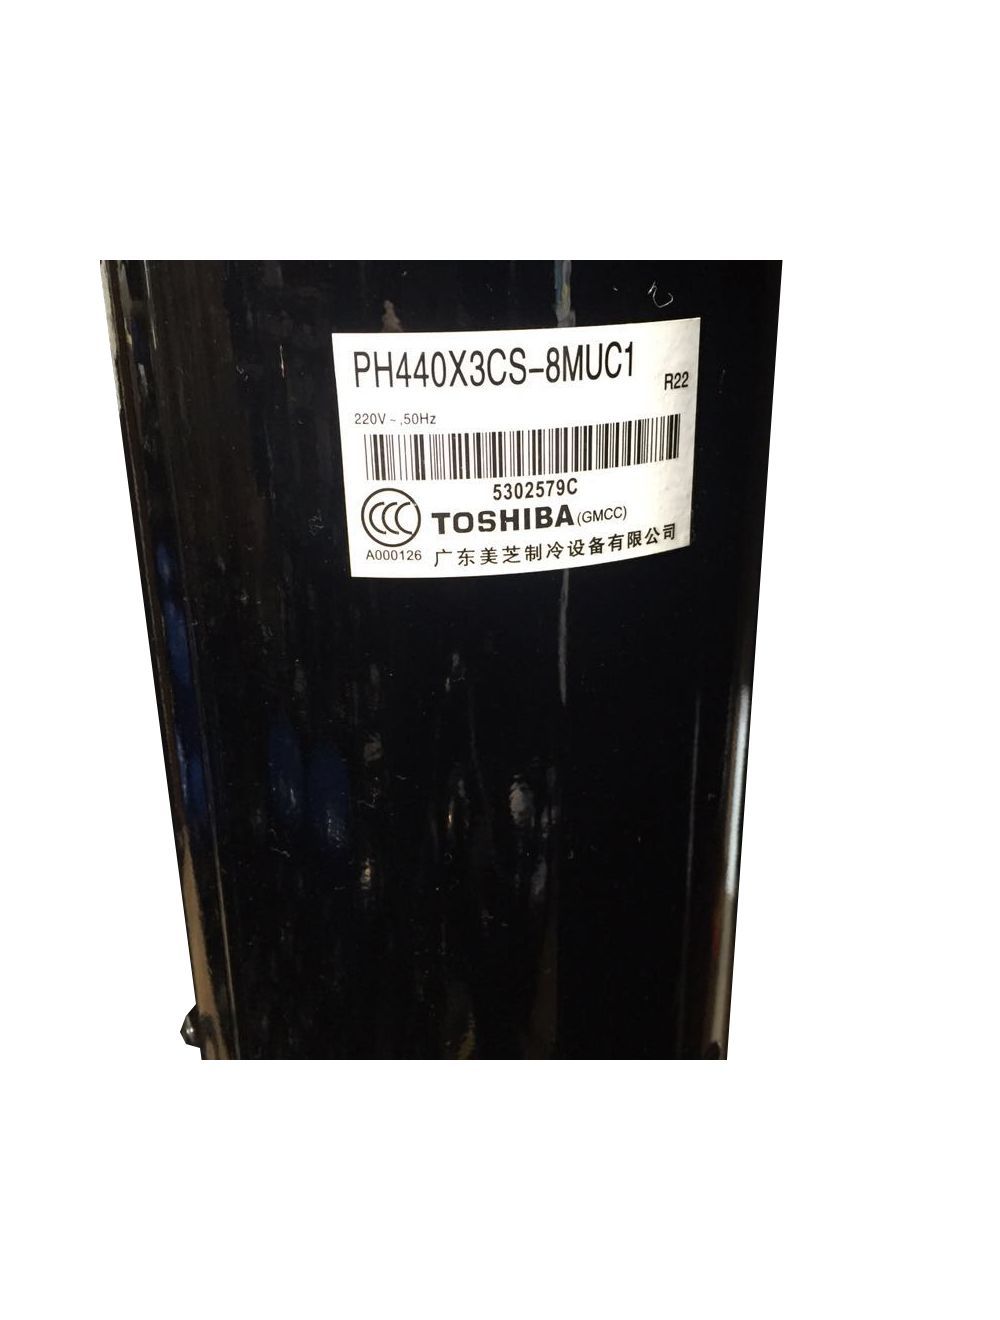 PH440X3CS-8MUC1
R22
220V～,50Hz
5302579C
TOSHIBA (GMCC)
A000126
广东美芝制冷设备有限公司